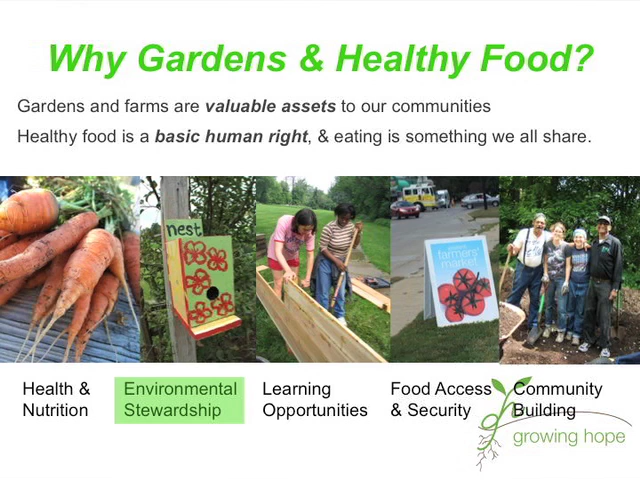 Why Gardens & Healthy Food?
Gardens and farms are valuable assets to our communities
Healthy food is a basic human right, & eating is something we all share.
nest
farmers'
market
Health &
Nutrition
Environmental
Stewardship
Learning
Opportunities
Food Access
& Security
Community
Building
gh
growing hope